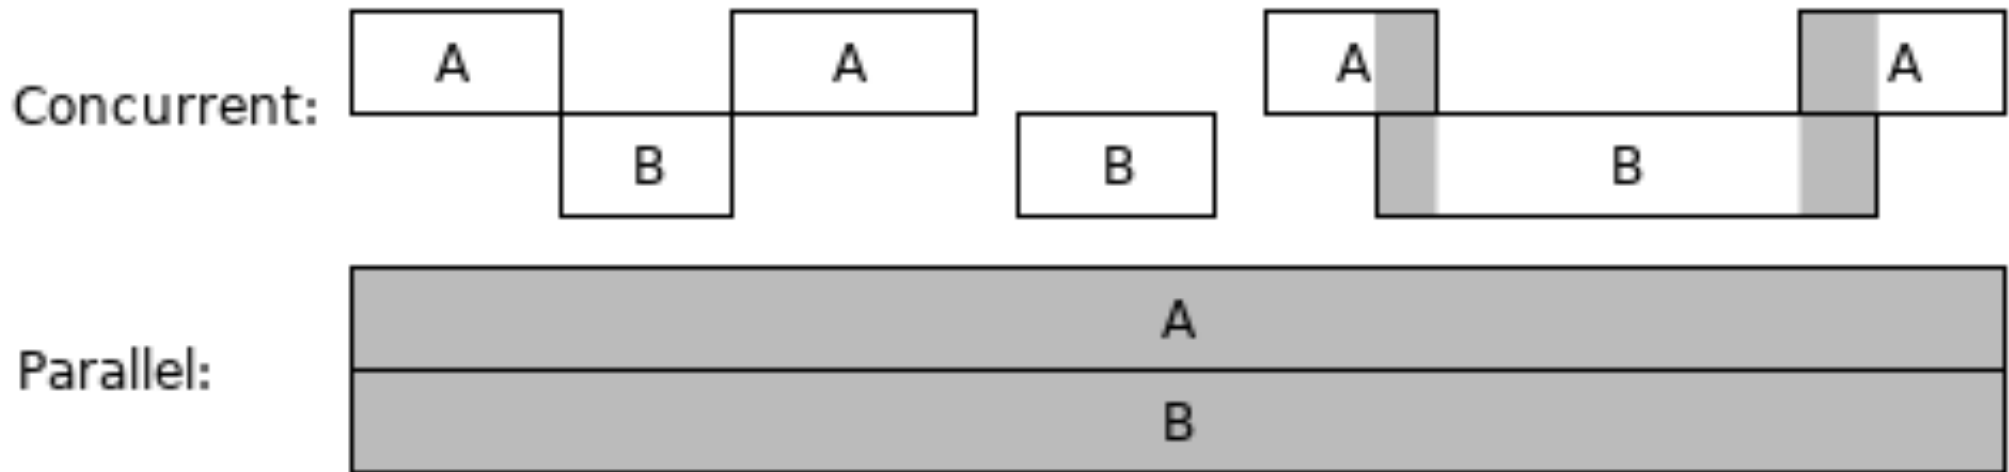 A A A A
Concurrent:
B B B
A
Parallel:
B